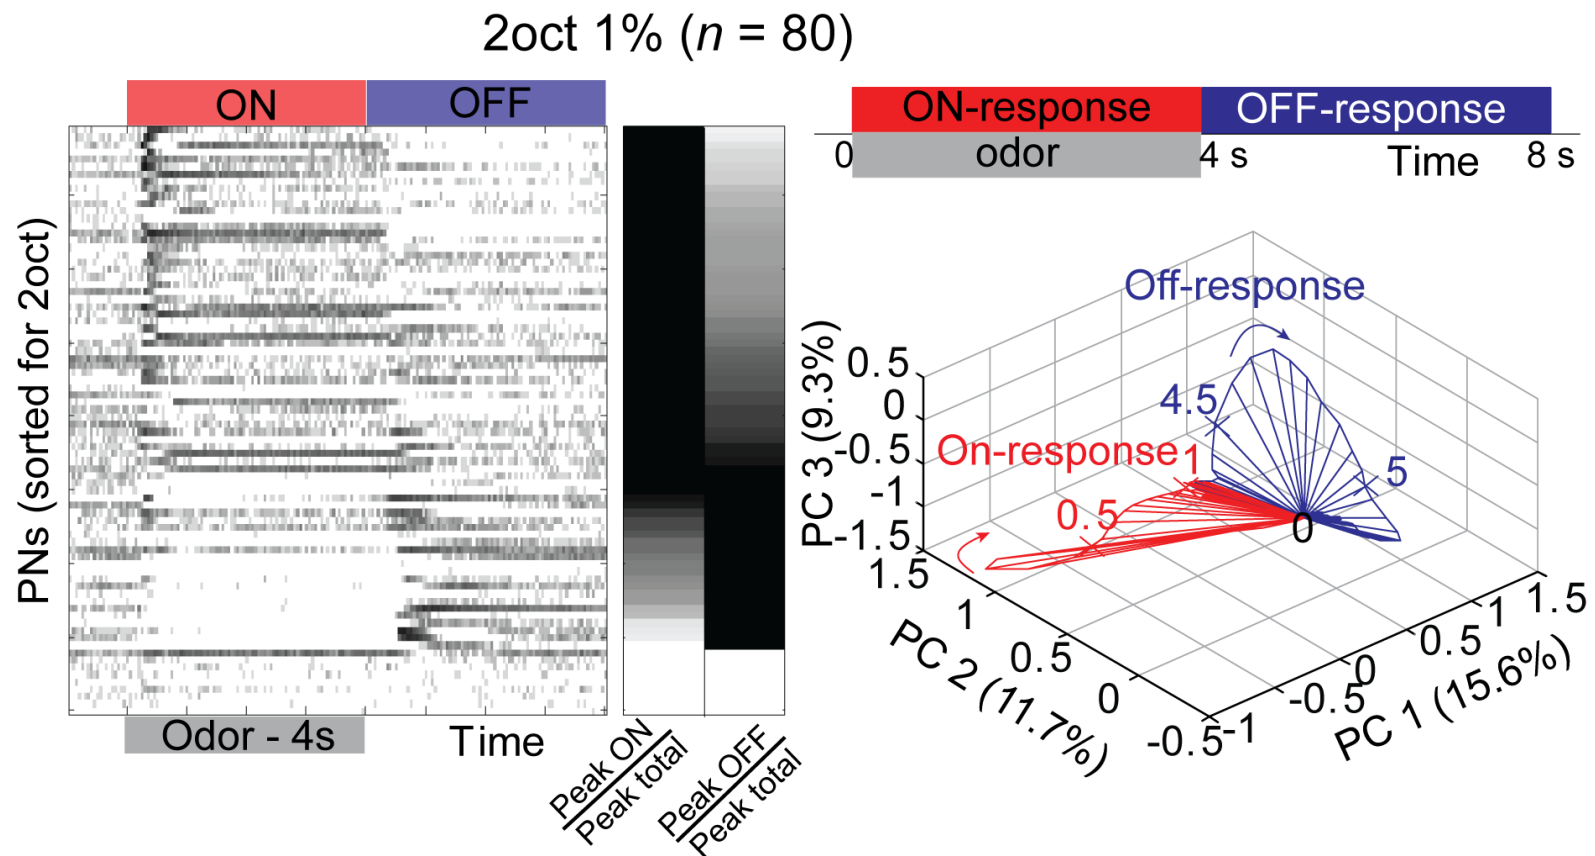 2oct 1% (n = 80)
ON OFF
PNs (sorted for 2oct)
Odor - 4s Time
Peak ON
Peak total
Peak OFF
Peak total
ON-response OFF-response
0 odor 4 s Time 8 s
Off-response
On-response
0.5
1
4.5
5
0
PC 3 (9.3%)
0.5
0
-0.5
-1
-1.5
PC 2 (11.7%)
1.5
1
0.5
0
-0.5
PC 1 (15.6%)
-1
-0.5
0
0.5
1
1.5